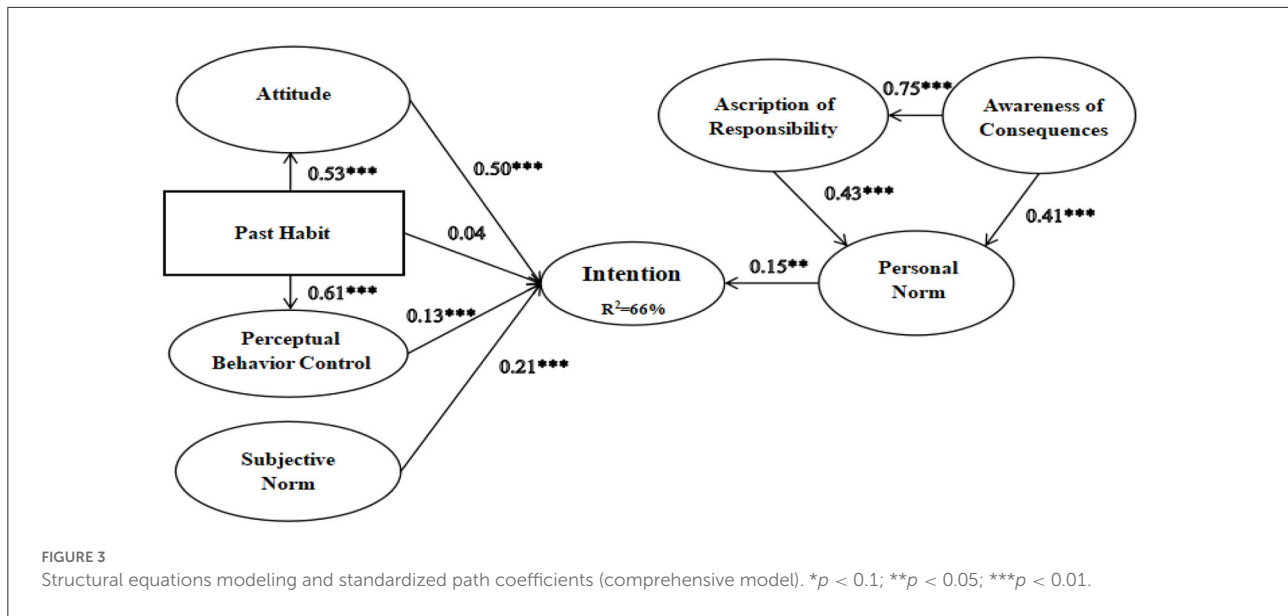 Attitude
Ascription of
Responsibility
0.75***
Awareness of
Consequences
0.53***
0.50***
0.43***
0.41***
Past Habit
0.04
Intention
R²=66%
0.15**
Personal
Norm
0.61***
0.13***
Perceptual
Behavior Control
0.21***
Subjective
Norm
FIGURE 3
Structural equations modeling and standardized path coefficients (comprehensive model). *p < 0.1; **p < 0.05; ***p < 0.01.